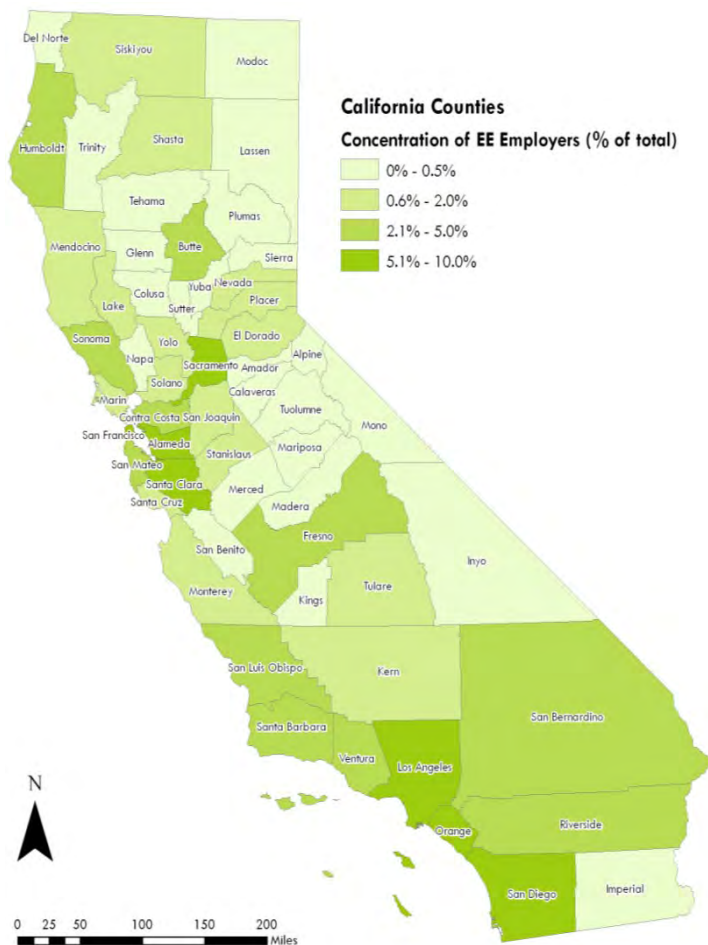 Del Norte
Siskiyou
Modoc
California Counties
Concentration of EE Employers (% of total)
0% - 0.5%
0.6% - 2.0%
2.1% - 5.0%
5.1% - 10.0%
Humboldt
Trinity
Shasta
Lassen
Tehama
Plumas
Mendocino
Glenn
Butte
Sierra
Colusa
Yuba
Nevada
Lake
Sutter
Placer
Sonoma
Yolo
El Dorado
Napa
Sacramento
Alpine
Amador
Solano
Calaveras
Marin
Contra Costa
San Joaquin
Tuolumne
Mono
San Francisco
Alameda
Stanislaus
Mariposa
San Mateo
Santa Clara
Merced
Santa Cruz
Madera
Fresno
San Benito
Inyo
Monterey
Kings
Tulare
San Luis Obispo
Kern
San Bernardino
Santa Barbara
Ventura
Los Angeles
Orange
Riverside
San Diego
Imperial
N
0 25 50 100 150 200
Miles